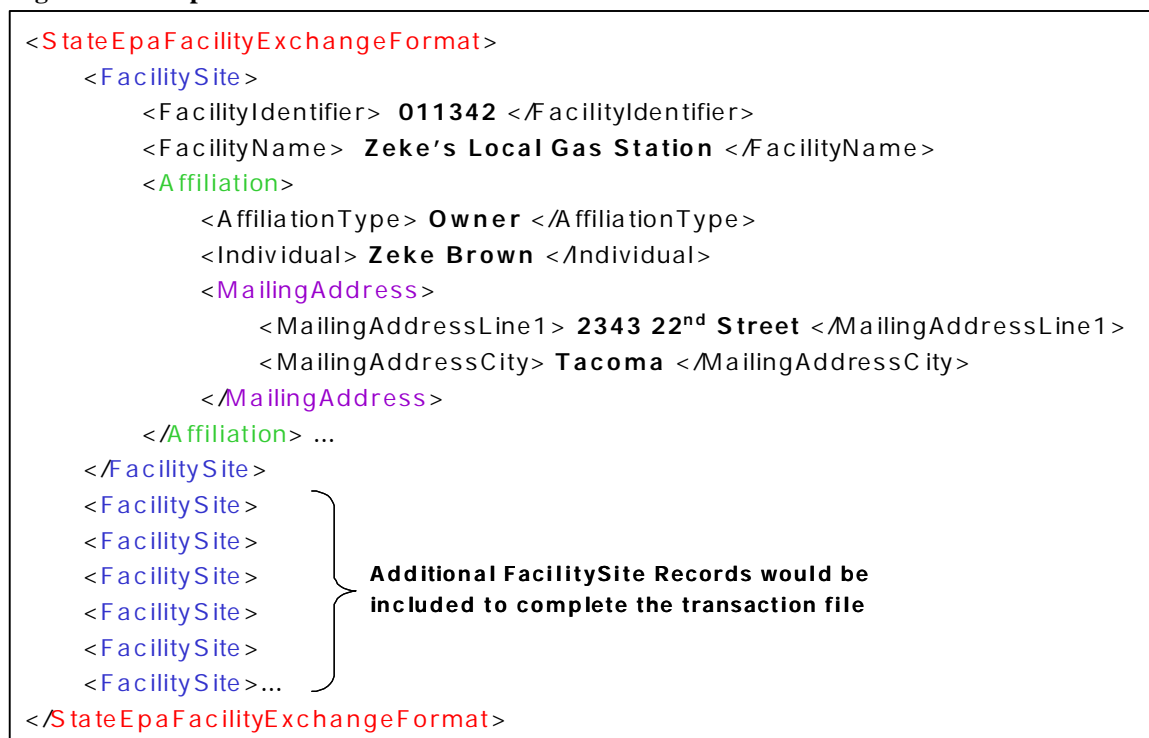 <StateEpaFacilityExchangeFormat>
<FacilitySite>
<FacilityIdentifier> 011342 </FacilityIdentifier>
<FacilityName> Zeke’s Local Gas Station </FacilityName>
<Affiliation>
<AffiliationType> Owner </AffiliationType>
<Individual> Zeke Brown </Individual>
<MailingAddress>
<MailingAddressLine1> 2343 22nd Street </MailingAddressLine1>
<MailingAddressCity> Tacoma </MailingAddressCity>
</MailingAddress>
</Affiliation> ...
</FacilitySite>
<FacilitySite>
<FacilitySite>
<FacilitySite>
<FacilitySite>
<FacilitySite>
<FacilitySite>...
Additional FacilitySite Records would be
included to complete the transaction file
</StateEpaFacilityExchangeFormat>